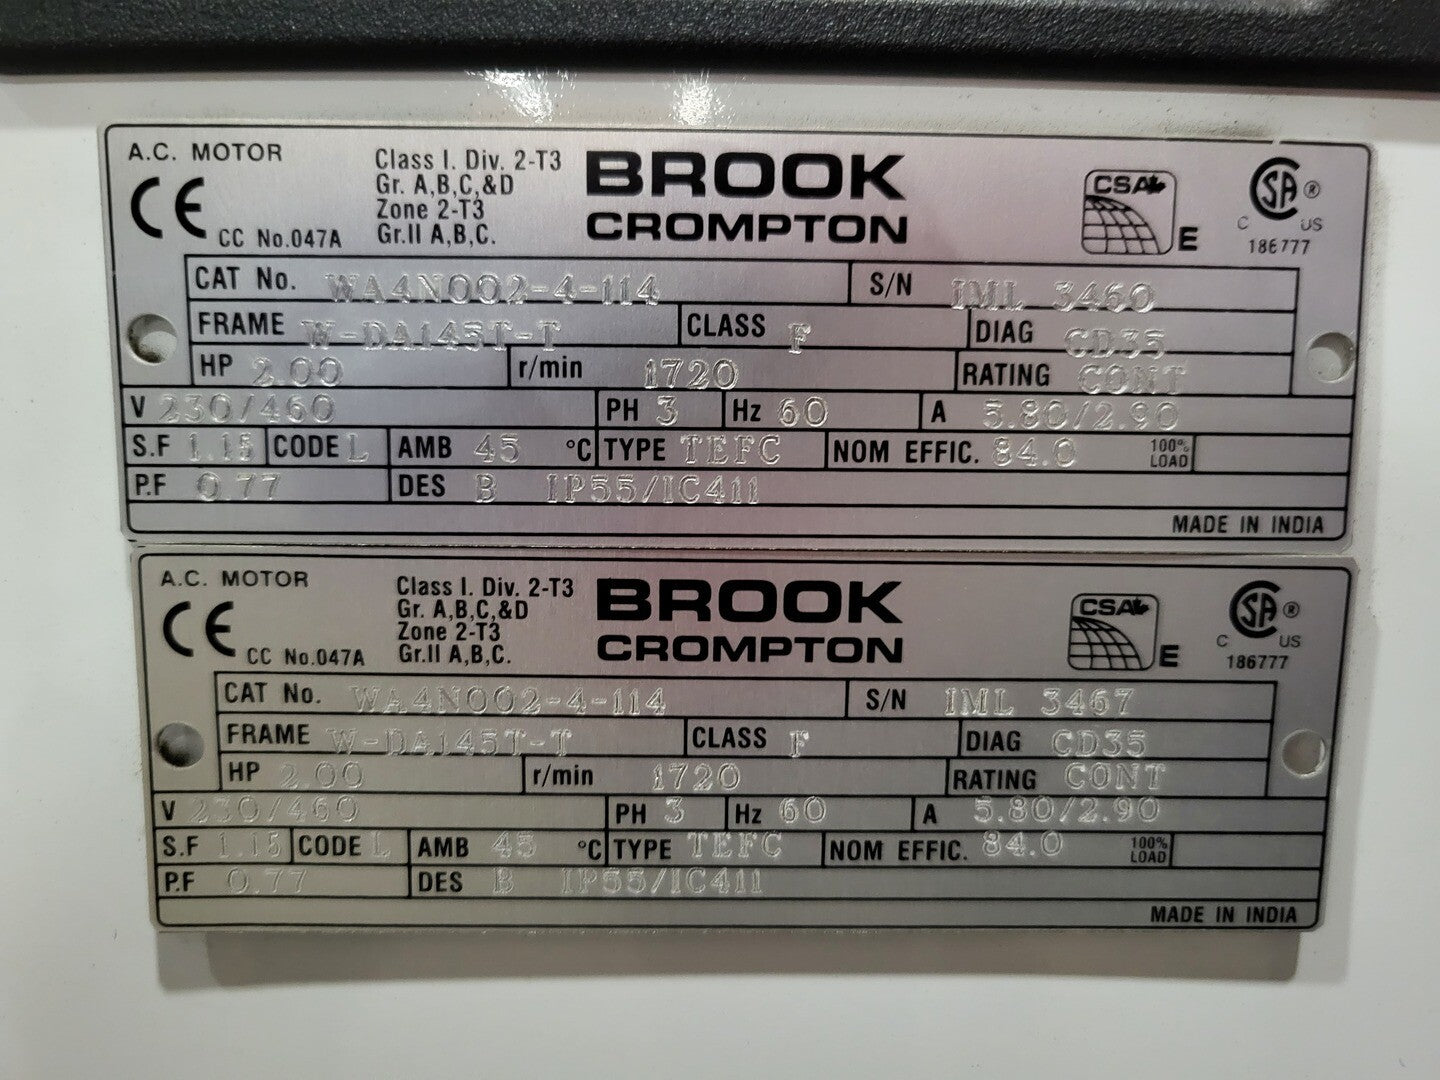 A.C. MOTOR
CE
CC No.047A
Class I. Div. 2-T3
Gr. A,B,C,&D
Zone 2-T3
Gr.II A,B,C.
BROOK
CROMPTON
CSA
E
C SA ® US
186777
CAT No. WA4N002-4-114 S/N IML 3460
FRAME W-DA145T-T CLASS F DIAG CD35
HP 2.00 r/min 1720 RATING CONT
V 230/460 PH 3 Hz 60 A 5.80/2.90
S.F 1.15 CODE L AMB 45 °C TYPE TEFC NOM EFFIC. 84.0 100% LOAD
P.F 0.77 DES B IP55/IC411
MADE IN INDIA
A.C. MOTOR
CE
CC No.047A
Class I. Div. 2-T3
Gr. A,B,C,&D
Zone 2-T3
Gr.II A,B,C.
BROOK
CROMPTON
CSA
E
C SA ® US
186777
CAT No. WA4N002-4-114 S/N IML 3467
FRAME W-DA145T-T CLASS F DIAG CD35
HP 2.00 r/min 1720 RATING CONT
V 230/460 PH 3 Hz 60 A 5.80/2.90
S.F 1.15 CODE L AMB 45 °C TYPE TEFC NOM EFFIC. 84.0 100% LOAD
P.F 0.77 DES B IP55/IC411
MADE IN INDIA